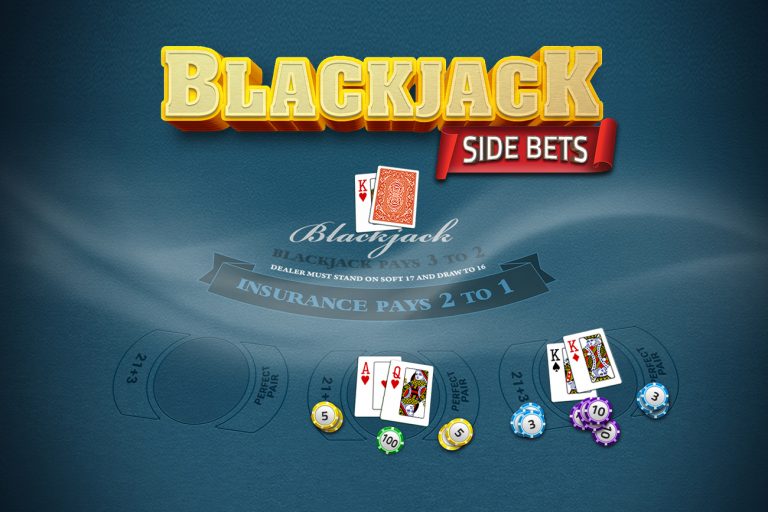 BLACKJACK
SIDE BETS
K
Blackjack
BLACKJACK PAYS 3 TO 2
DEALER MUST STAND ON SOFT 17 AND DRAW TO 16
INSURANCE PAYS 2 TO 1
21+3
PERFECT PAIR
21+
A
Q
PERFECT PAIR
21+3
K
K
PERFECT PAIR
5
100
5
3
10
10
3